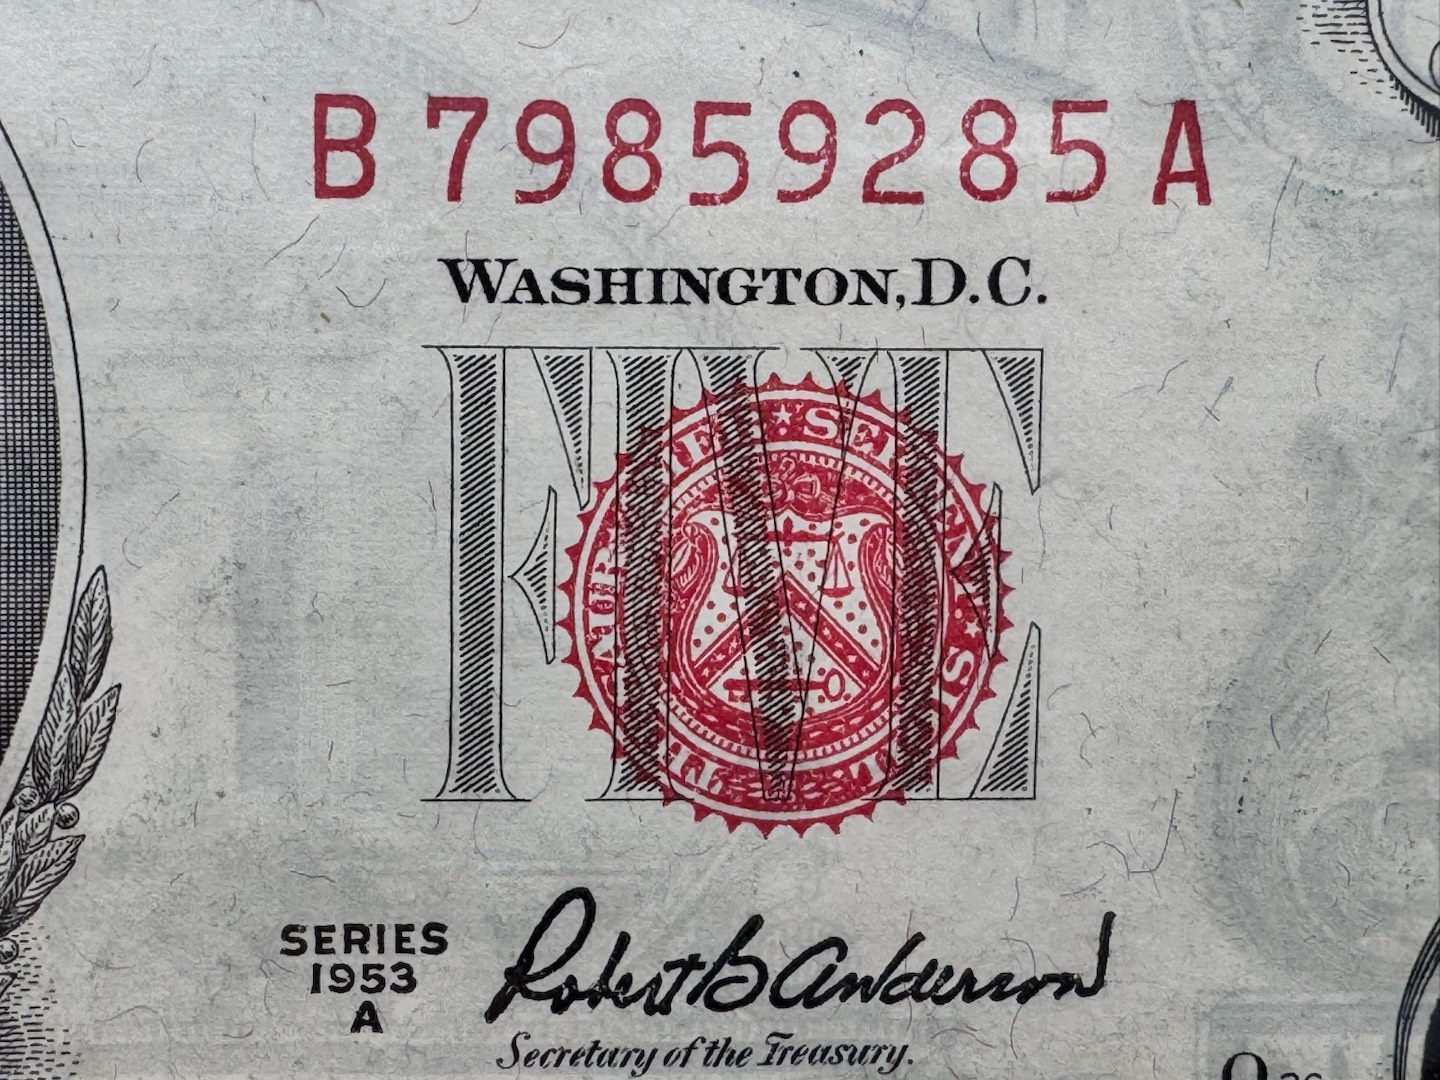 B 79859285 A
WASHINGTON, D.C.
FIVE
SERIES
1953
A
Robert B Anderson
Secretary of the Treasury.